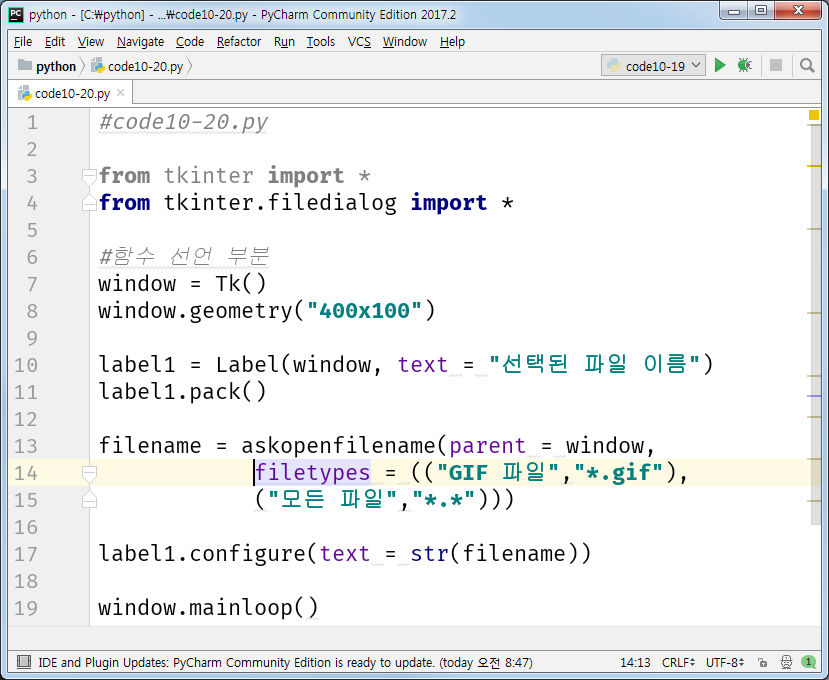 python - [C:₩python] - ...₩code10-20.py - PyCharm Community Edition 2017.2
File Edit View Navigate Code Refactor Run Tools VCS Window Help
python code10-20.py code10-19
code10-20.py
1 #code10-20.py
2
3 from tkinter import *
4 from tkinter.filedialog import *
5
6 #함수 선언 부분
7 window = Tk()
8 window.geometry("400x100")
9
10 label1 = Label(window, text = "선택된 파일 이름")
11 label1.pack()
12
13 filename = askopenfilename(parent = window,
14 filetypes = (("GIF 파일","*.gif"),
15 ("모든 파일","*.*")))
16
17 label1.configure(text = str(filename))
18
19 window.mainloop()
IDE and Plugin Updates: PyCharm Community Edition is ready to update. (today 오전 8:47) 14:13 CRLF UTF-8 1